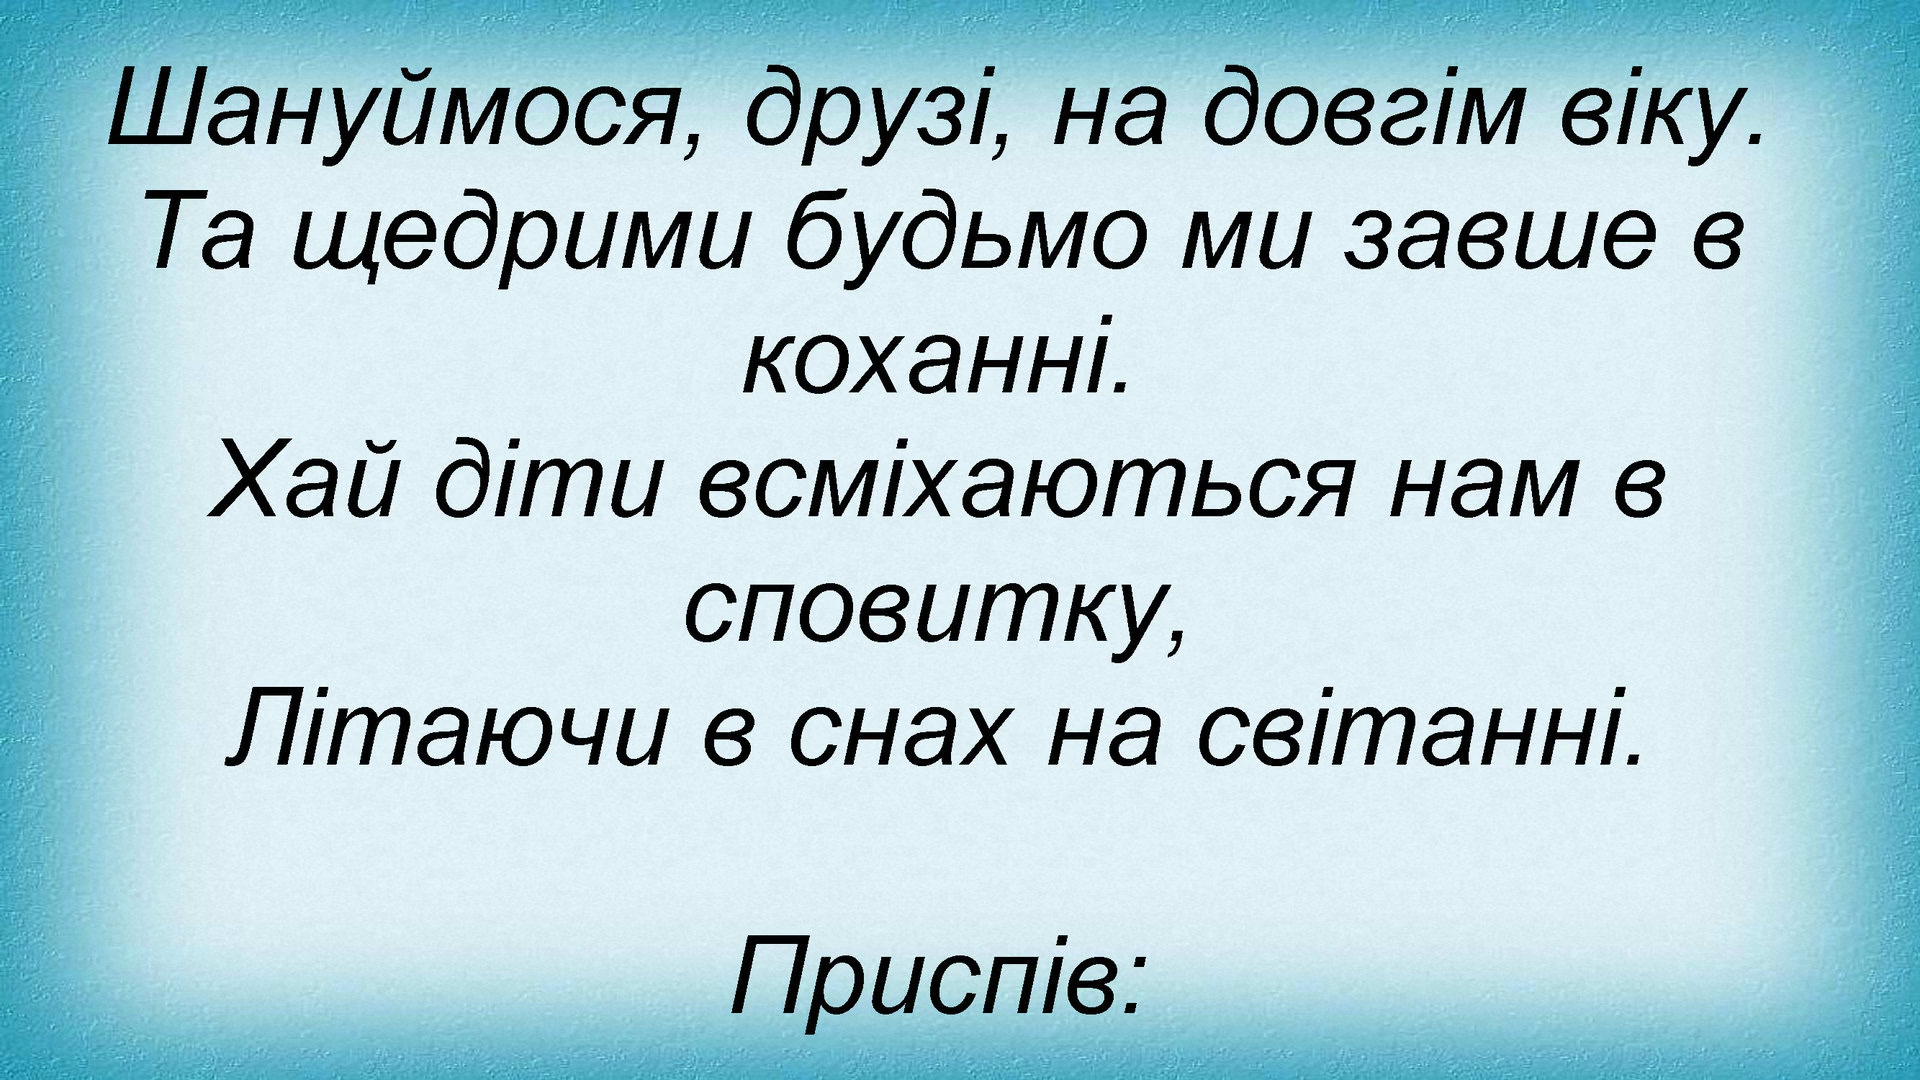 Шануймося, друзі, на довгім віку.
Та щедрими будьмо ми завше в
коханні.
Хай діти всміхаються нам в
сповитку,
Літаючи в снах на світанні.
Приспів: